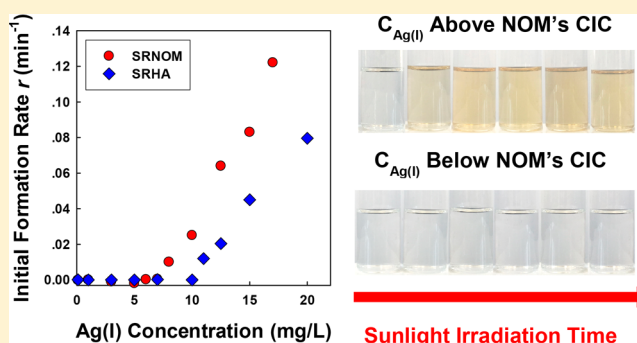 Initial Formation Rate r (min-1)
.14
.12
.10
.08
.06
.04
.02
0.00
SRNOM
SRHA
0
5
10
15
20
Ag(I) Concentration (mg/L)
CAg(I) Above NOM's CIC
CAg(I) Below NOM's CIC
Sunlight Irradiation Time